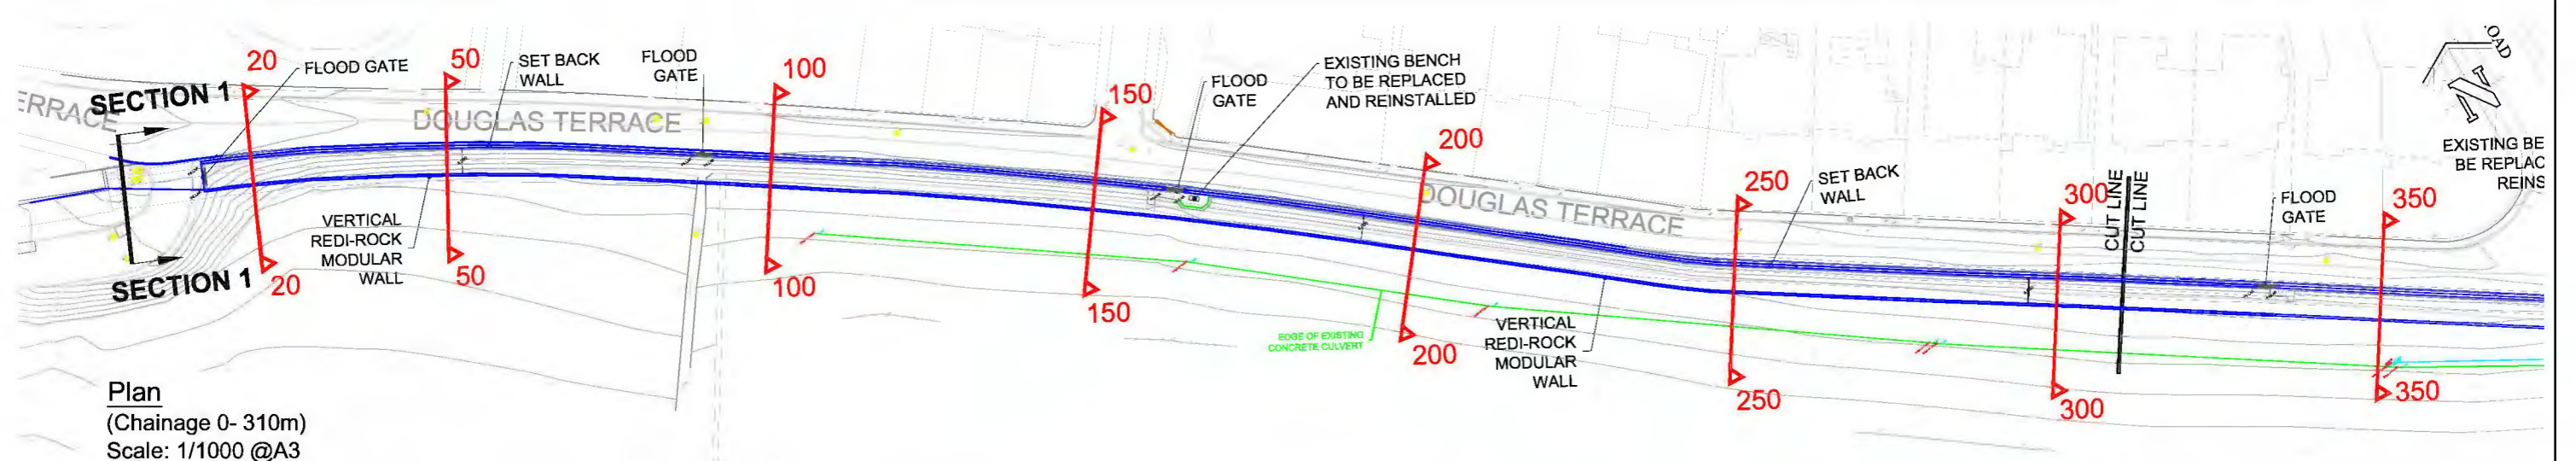 20
50
100
150
200
250
300
350
FLOOD GATE
SET BACK
WALL
FLOOD
GATE
FLOOD
GATE
EXISTING BENCH
TO BE REPLACED
AND REINSTALLED
SET BACK
WALL
FLOOD
GATE
OAD
N
EXISTING BE
BE REPLAC
REINS
ERRACE
SECTION 1
DOUGLAS TERRACE
DOUGLAS TERRACE
CUT LINE
CUT LINE
VERTICAL
REDI-ROCK
MODULAR
WALL
EDGE OF EXISTING
CONCRETE CULVERT
VERTICAL
REDI-ROCK
MODULAR
WALL
SECTION 1
20
50
100
150
200
250
300
350
Plan
(Chainage 0- 310m)
Scale: 1/1000 @A3